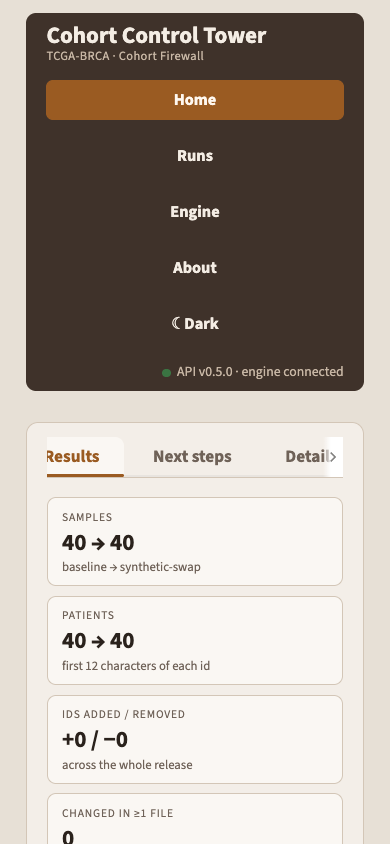 Cohort Control Tower
TCGA-BRCA · Cohort Firewall
Home
Runs
Engine
About
☾ Dark
API v0.5.0 · engine connected
Results Next steps Detail
SAMPLES
40 → 40
baseline → synthetic-swap
PATIENTS
40 → 40
first 12 characters of each id
IDS ADDED / REMOVED
+0 / −0
across the whole release
CHANGED IN ≥1 FILE
0